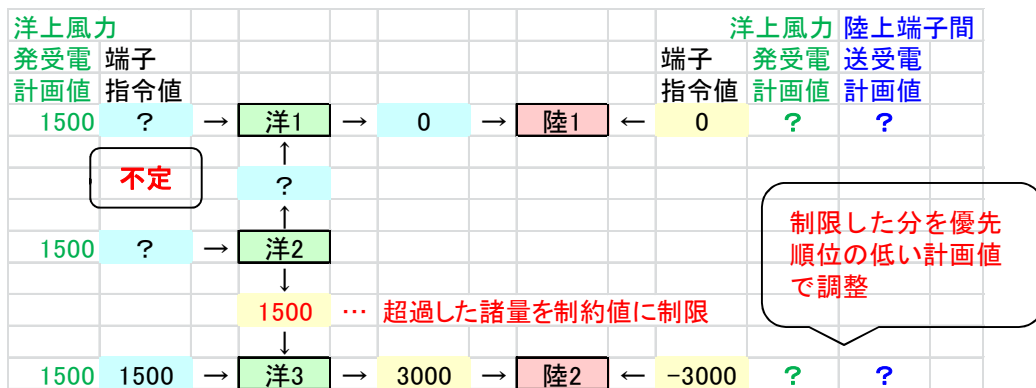 洋上風力 洋上風力 陸上端子間
発受電 端子 端子 発受電 送受電
計画値 指令値 指令値 計画値 計画値
1500 ? → 洋1 → 0 → 陸1 ← 0 ? ?
↑
不定 ?
↑
1500 ? → 洋2
↓
1500 … 超過した諸量を制約値に制限
↓
1500 1500 → 洋3 → 3000 → 陸2 ← -3000 ? ?
制限した分を優先
順位の低い計画値
で調整